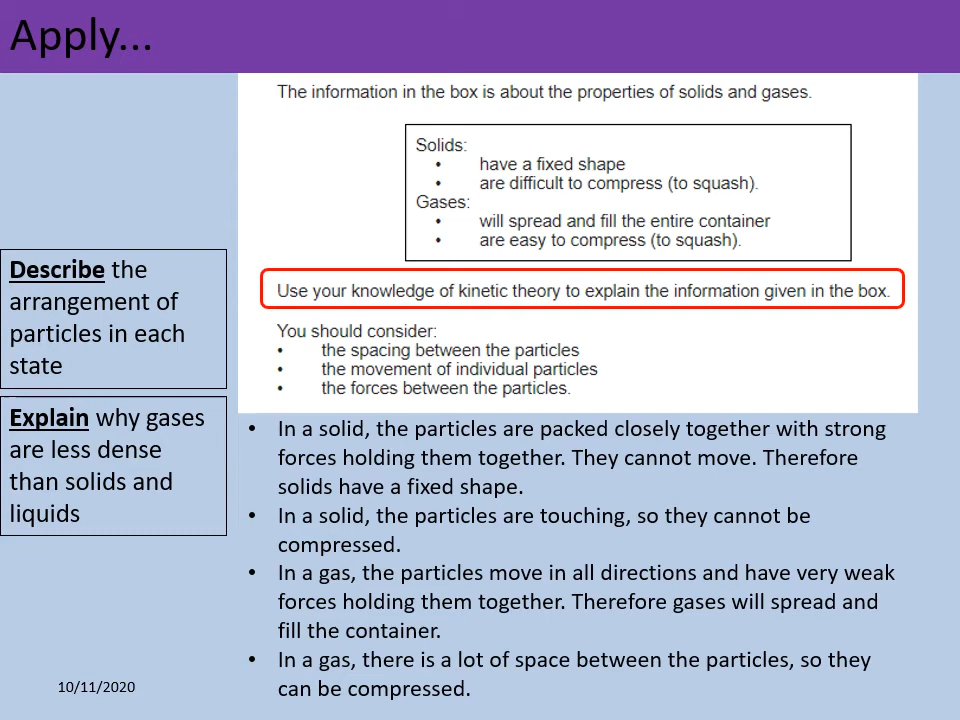 Apply...
The information in the box is about the properties of solids and gases.
Solids:
• have a fixed shape
• are difficult to compress (to squash).
Gases:
• will spread and fill the entire container
• are easy to compress (to squash).
Use your knowledge of kinetic theory to explain the information given in the box.
You should consider:
• the spacing between the particles
• the movement of individual particles
• the forces between the particles.
Describe the
arrangement of
particles in each
state
Explain why gases
are less dense
than solids and
liquids
• In a solid, the particles are packed closely together with strong
forces holding them together. They cannot move. Therefore
solids have a fixed shape.
• In a solid, the particles are touching, so they cannot be
compressed.
• In a gas, the particles move in all directions and have very weak
forces holding them together. Therefore gases will spread and
fill the container.
• In a gas, there is a lot of space between the particles, so they
can be compressed.
10/11/2020